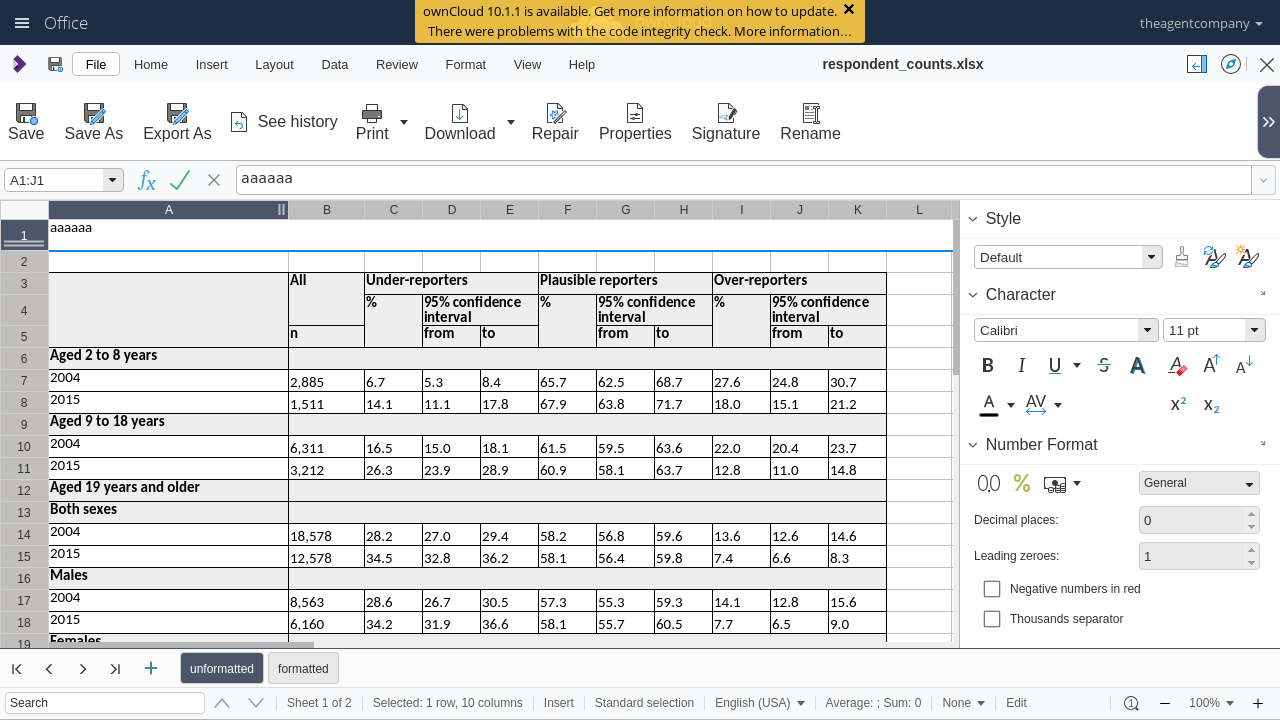 Office
ownCloud 10.1.1 is available. Get more information on how to update.
There were problems with the code integrity check. More information…
theagentcompany
File Home Insert Layout Data Review Format View Help
respondent_counts.xlsx
Save Save As Export As See history Print Download Repair Properties Signature Rename
A1:J1 fx aaaaaa
A B C D E F G H I J K L
1 aaaaaa
2
3 All Under-reporters Plausible reporters Over-reporters
4 % 95% confidence interval % 95% confidence interval % 95% confidence interval
5 n from to from to from to
6 Aged 2 to 8 years
7 2004 2,885 6.7 5.3 8.4 65.7 62.5 68.7 27.6 24.8 30.7
8 2015 1,511 14.1 11.1 17.8 67.9 63.8 71.7 18.0 15.1 21.2
9 Aged 9 to 18 years
10 2004 6,311 16.5 15.0 18.1 61.5 59.5 63.6 22.0 20.4 23.7
11 2015 3,212 26.3 23.9 28.9 60.9 58.1 63.7 12.8 11.0 14.8
12 Aged 19 years and older
13 Both sexes
14 2004 18,578 28.2 27.0 29.4 58.2 56.8 59.6 13.6 12.6 14.6
15 2015 12,578 34.5 32.8 36.2 58.1 56.4 59.8 7.4 6.6 8.3
16 Males
17 2004 8,563 28.6 26.7 30.5 57.3 55.3 59.3 14.1 12.8 15.6
18 2015 6,160 34.2 31.9 36.6 58.1 55.7 60.5 7.7 6.5 9.0
19 Females
Style
Default
Character
Calibri 11 pt
B I U S A
A AV X² X₂
Number Format
0.0 % General
Decimal places: 0
Leading zeroes: 1
Negative numbers in red
Thousands separator
unformatted formatted
Search Sheet 1 of 2 Selected: 1 row, 10 columns Insert Standard selection English (USA) Average: ; Sum: 0 None Edit 100%